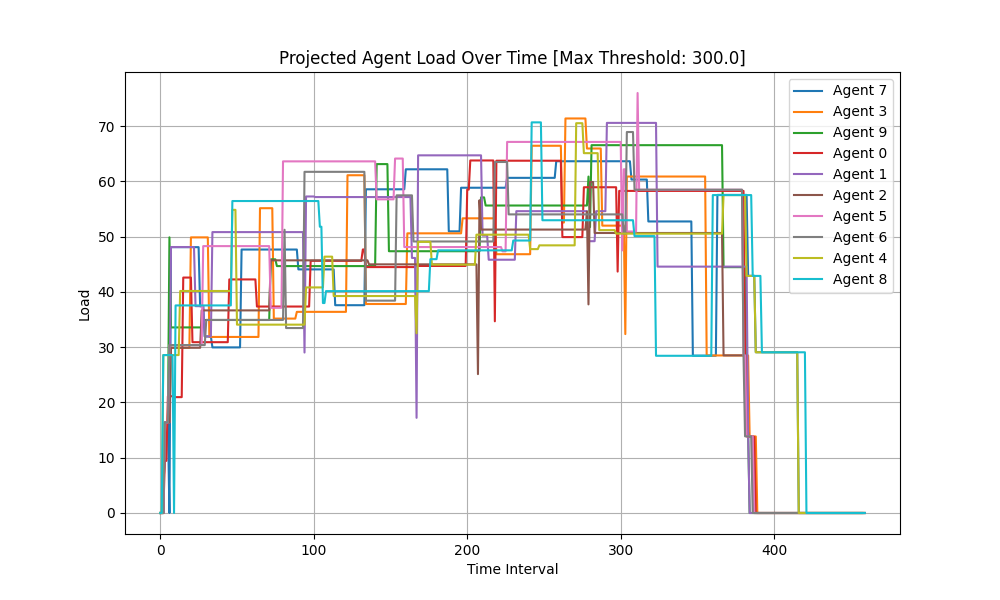 Projected Agent Load Over Time [Max Threshold: 300.0]
Agent 7
Agent 3
Agent 9
Agent 0
Agent 1
Agent 2
Agent 5
Agent 6
Agent 4
Agent 8
Load
70
60
50
40
30
20
10
0
0 100 200 300 400
Time Interval